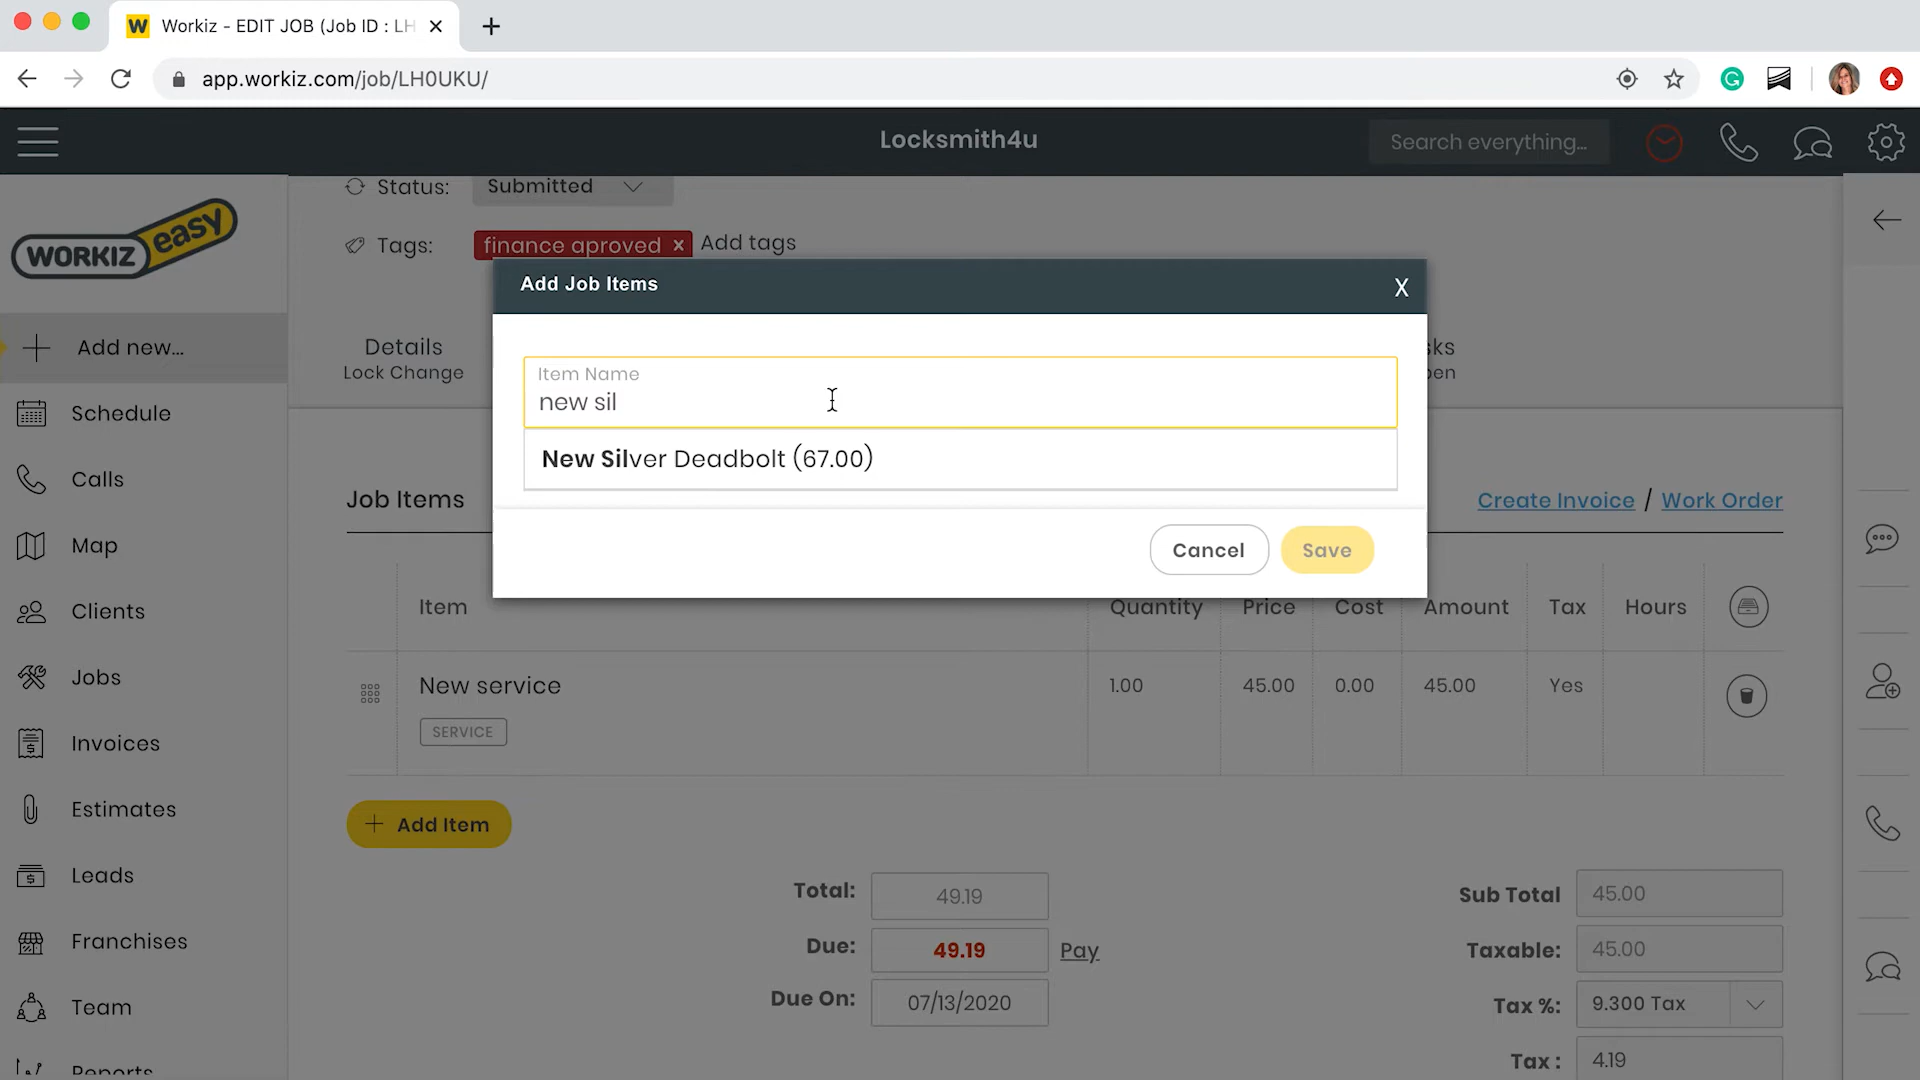 Workiz - EDIT JOB (Job ID : LH
app.workiz.com/job/LH0UKU/
Locksmith4u
Search everything...
WORKIZ easy
Add new...
Schedule
Calls
Map
Clients
Jobs
Invoices
Estimates
Leads
Franchises
Team
Reports
Status: Submitted
Tags: finance aproved x Add tags
Add Job Items X
Item Name
new sil
New Silver Deadbolt (67.00)
Cancel Save
Details
Lock Change
sks
pen
Job Items
Create Invoice / Work Order
Item Quantity Price Cost Amount Tax Hours
New service 1.00 45.00 0.00 45.00 Yes
SERVICE
+ Add Item
Total: 49.19
Due: 49.19 Pay
Due On: 07/13/2020
Sub Total 45.00
Taxable: 45.00
Tax %: 9.300 Tax
Tax : 4.19